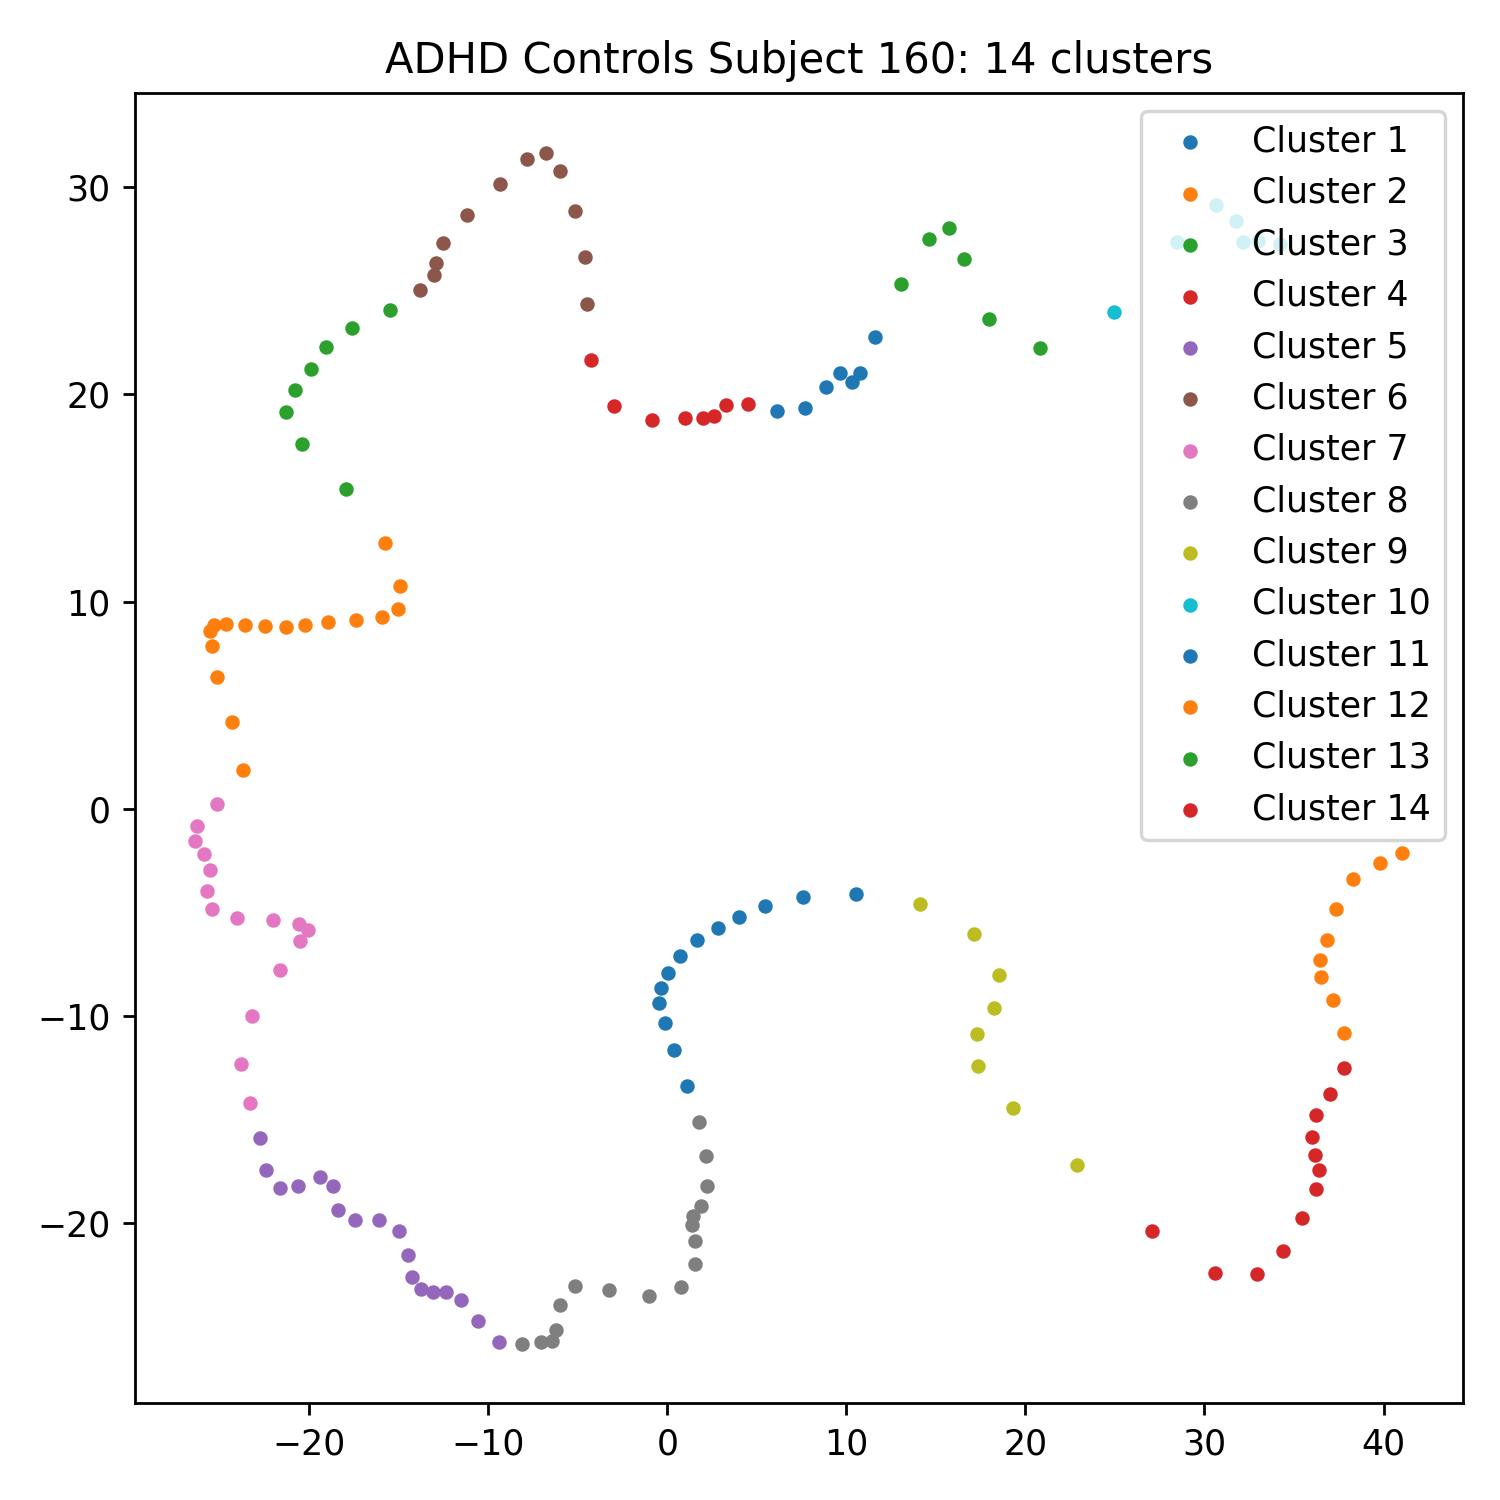 ADHD Controls Subject 160: 14 clusters
30
20
10
0
−10
−20
−20
−10
0
10
20
30
40
Cluster 1
Cluster 2
Cluster 3
Cluster 4
Cluster 5
Cluster 6
Cluster 7
Cluster 8
Cluster 9
Cluster 10
Cluster 11
Cluster 12
Cluster 13
Cluster 14